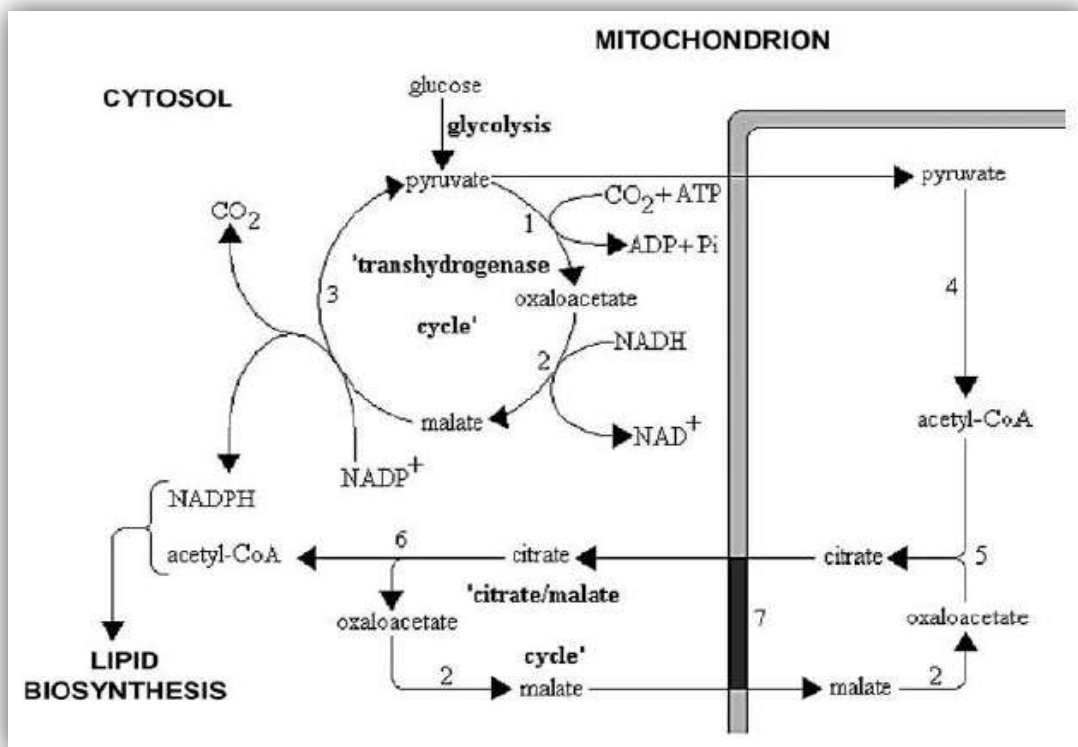 MITOCHONDRION
CYTOSOL
glucose
glycolysis
pyruvate
pyruvate
CO2
CO2+ATP
1
ADP+Pi
'transhydrogenase
3
oxaloacetate
4
cycle'
NADH
2
malate
acetyl-CoA
NAD+
NADP+
NADPH
acetyl-CoA
6
citrate
citrate
5
'citrate/malate
oxaloacetate
7
oxaloacetate
LIPID
BIOSYNTHESIS
cycle'
2
malate
malate
2